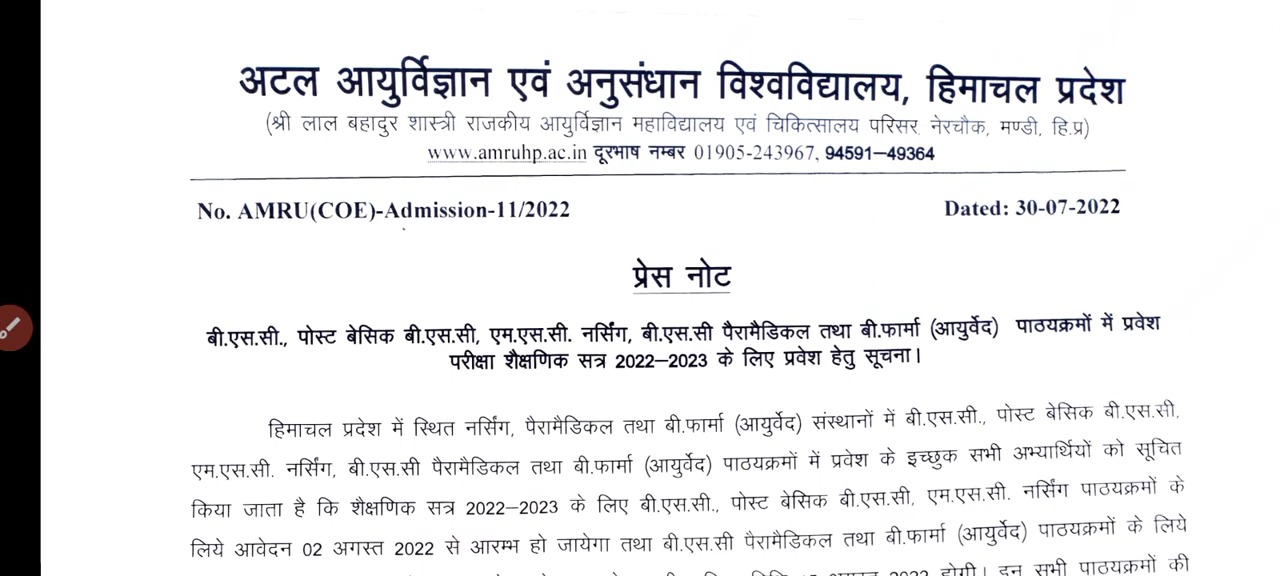 अटल आयुर्विज्ञान एवं अनुसंधान विश्वविद्यालय, हिमाचल प्रदेश
(श्री लाल बहादुर शास्त्री राजकीय आयुर्विज्ञान महाविद्यालय एवं चिकित्सालय परिसर, नेरचौक, मण्डी, हि.प्र)
www.amruhp.ac.in दूरभाष नम्बर 01905-243967, 94591–49364
No. AMRU(COE)-Admission-11/2022 Dated: 30-07-2022
प्रेस नोट
बी.एस.सी., पोस्ट बेसिक बी.एस.सी, एम.एस.सी. नर्सिंग, बी.एस.सी पैरामैडिकल तथा बी.फार्मा (आयुर्वेद) पाठयक्रमों में प्रवेश
परीक्षा शैक्षणिक सत्र 2022–2023 के लिए प्रवेश हेतु सूचना।
हिमाचल प्रदेश में स्थित नर्सिंग, पैरामैडिकल तथा बी.फार्मा (आयुर्वेद) संस्थानों में बी.एस.सी., पोस्ट बेसिक बी.एस.सी,
एम.एस.सी. नर्सिंग, बी.एस.सी पैरामैडिकल तथा बी.फार्मा (आयुर्वेद) पाठयक्रमों में प्रवेश के इच्छुक सभी अभ्यार्थियों को सूचित
किया जाता है कि शैक्षणिक सत्र 2022–2023 के लिए बी.एस.सी., पोस्ट बेसिक बी.एस.सी, एम.एस.सी. नर्सिंग पाठयक्रमों के
लिये आवेदन 02 अगस्त 2022 से आरम्भ हो जायेगा तथा बी.एस.सी पैरामैडिकल तथा बी.फार्मा (आयुर्वेद) पाठयक्रमों के लिये
2022 होगी। इन सभी पाठयक्रमों की